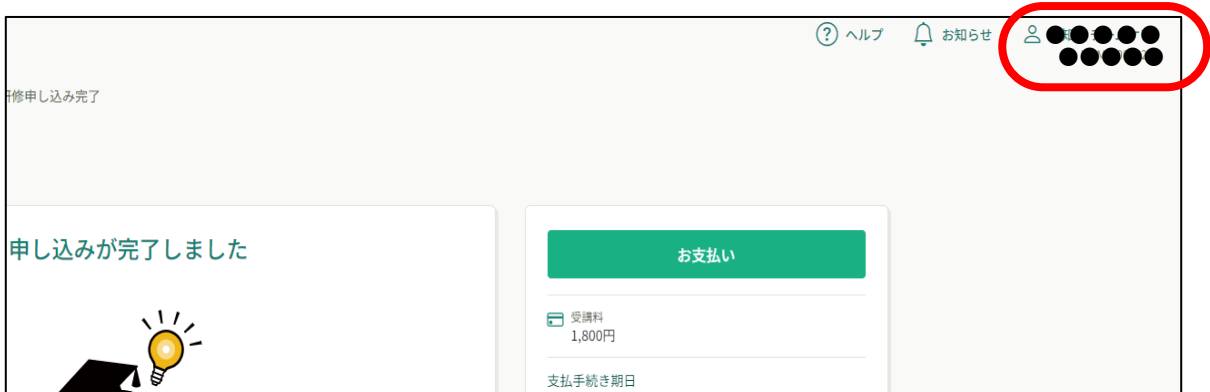 ヘルプ
お知らせ
修申し込み完了
申し込みが完了しました
お支払い
受講料
1,800円
支払手続き期日